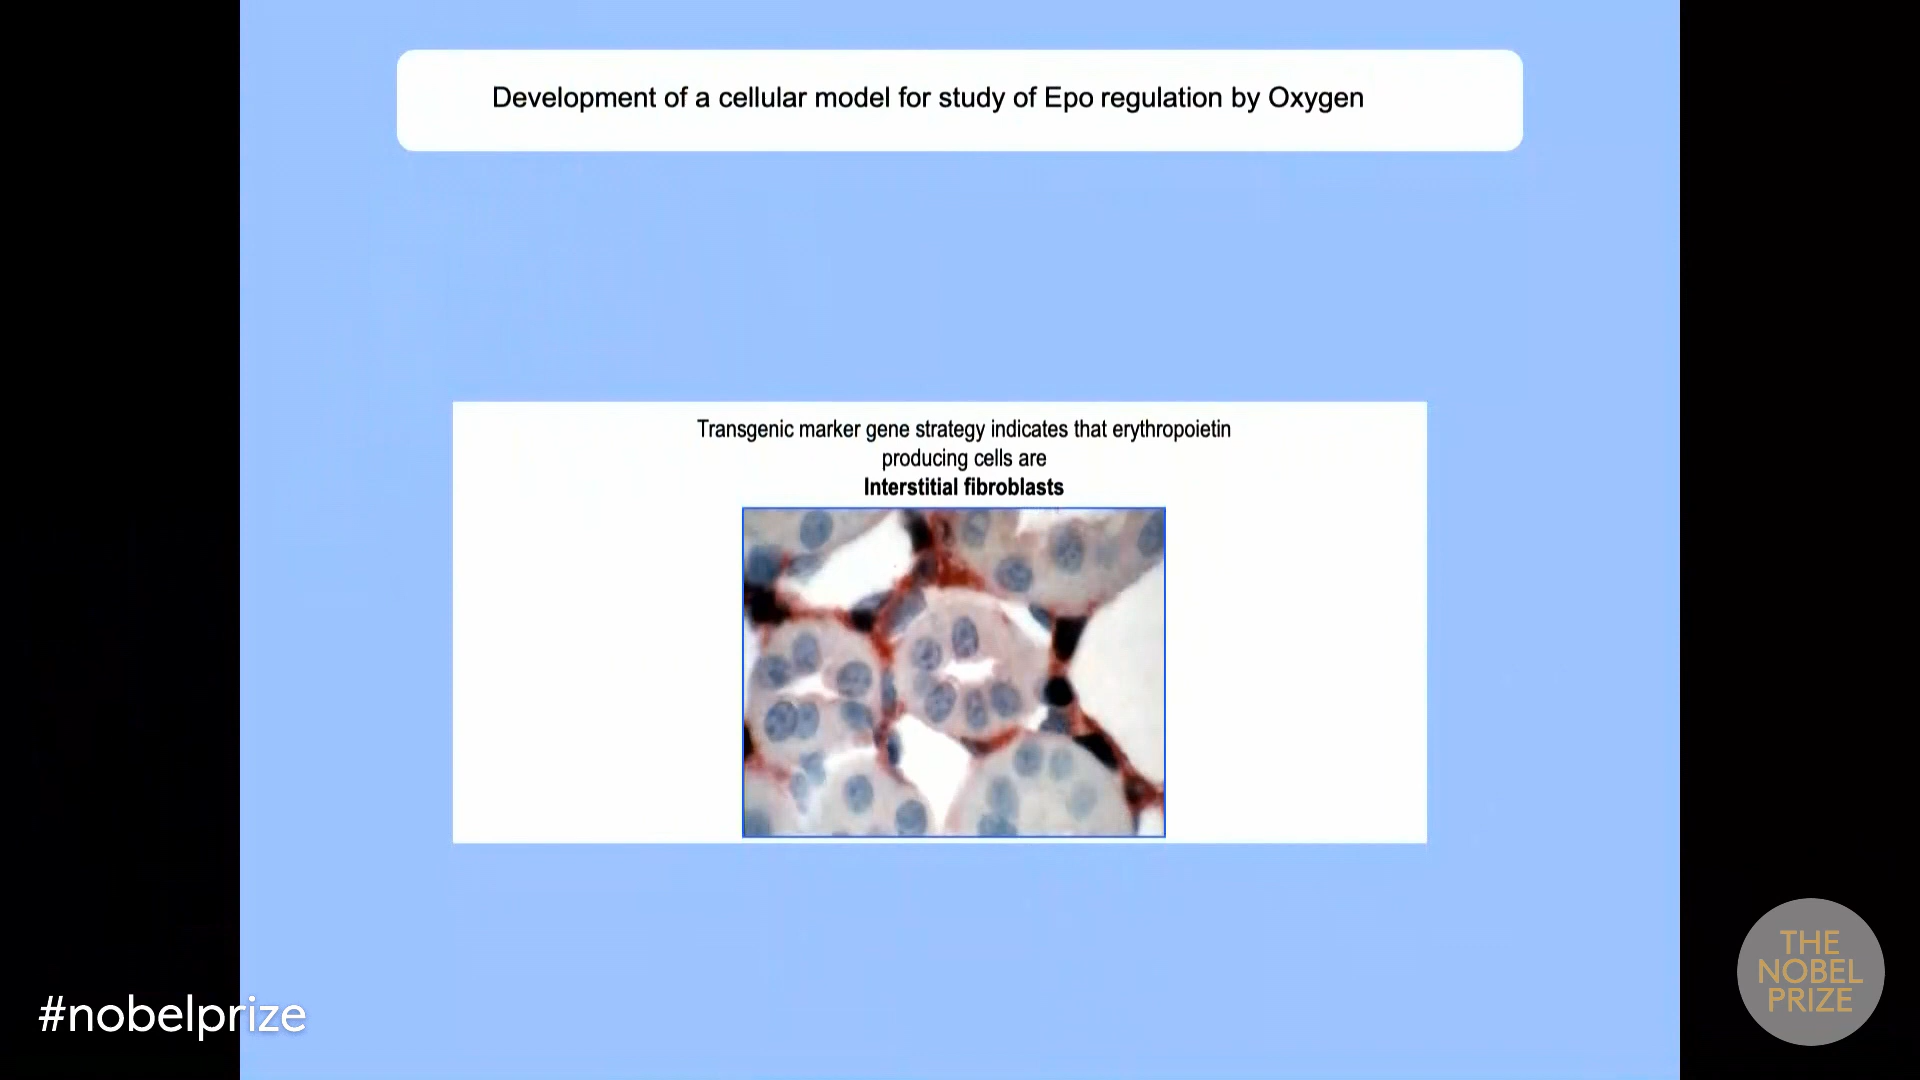 Development of a cellular model for study of Epo regulation by Oxygen
Transgenic marker gene strategy indicates that erythropoietin
producing cells are
Interstitial fibroblasts
#nobelprize
THE
NOBEL
PRIZE